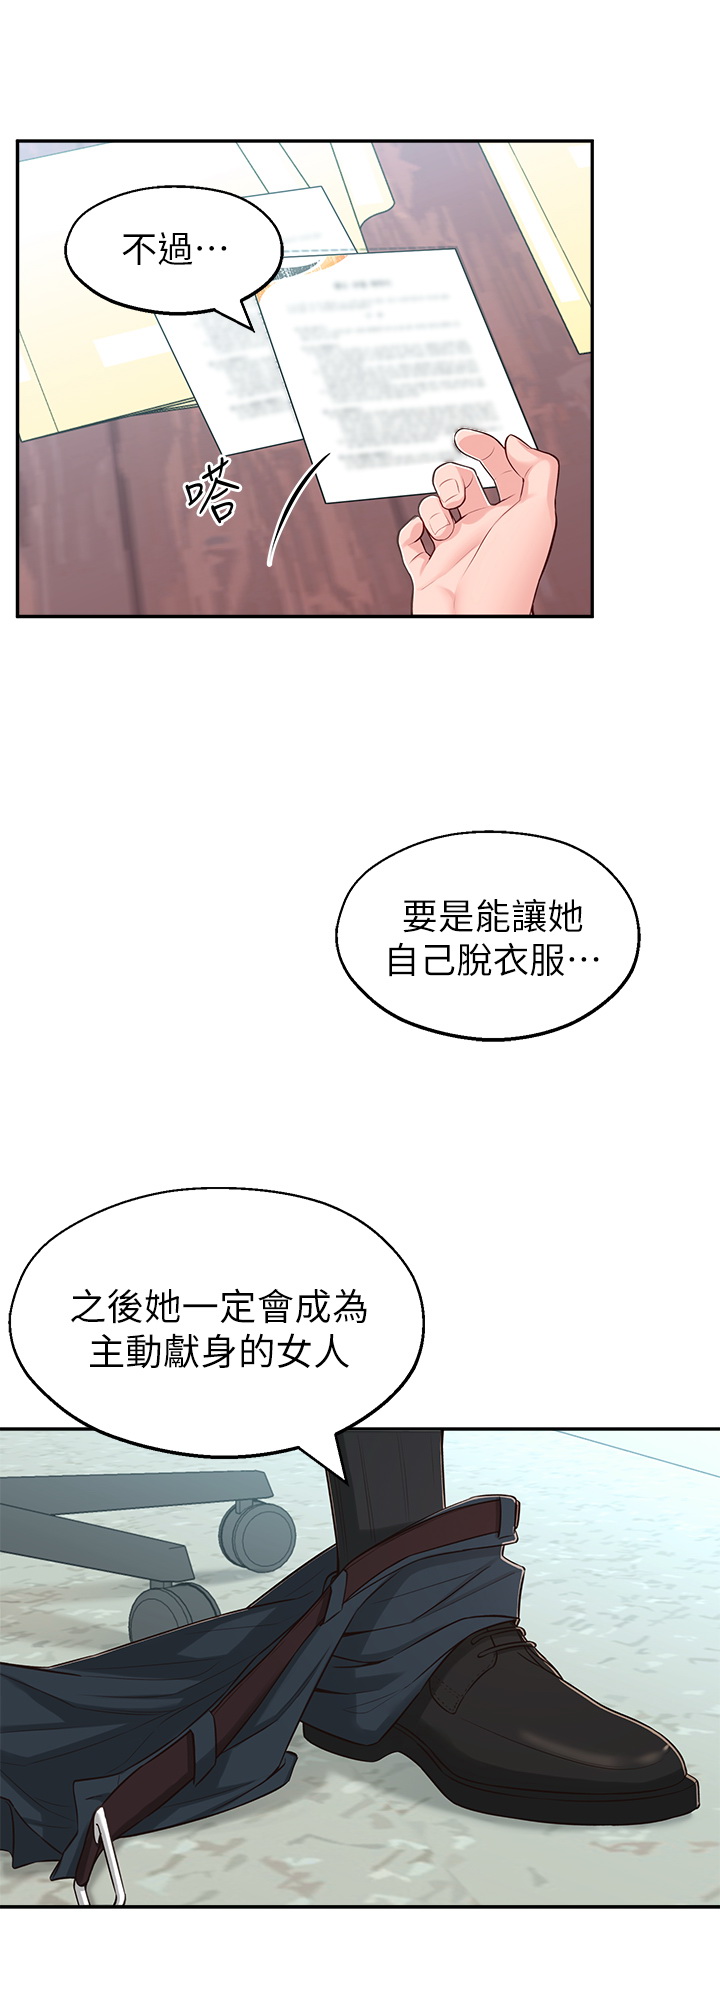 不過⋯
嗒
要是能讓她
自己脫衣服⋯
之後她一定會成為
主動獻身的女人